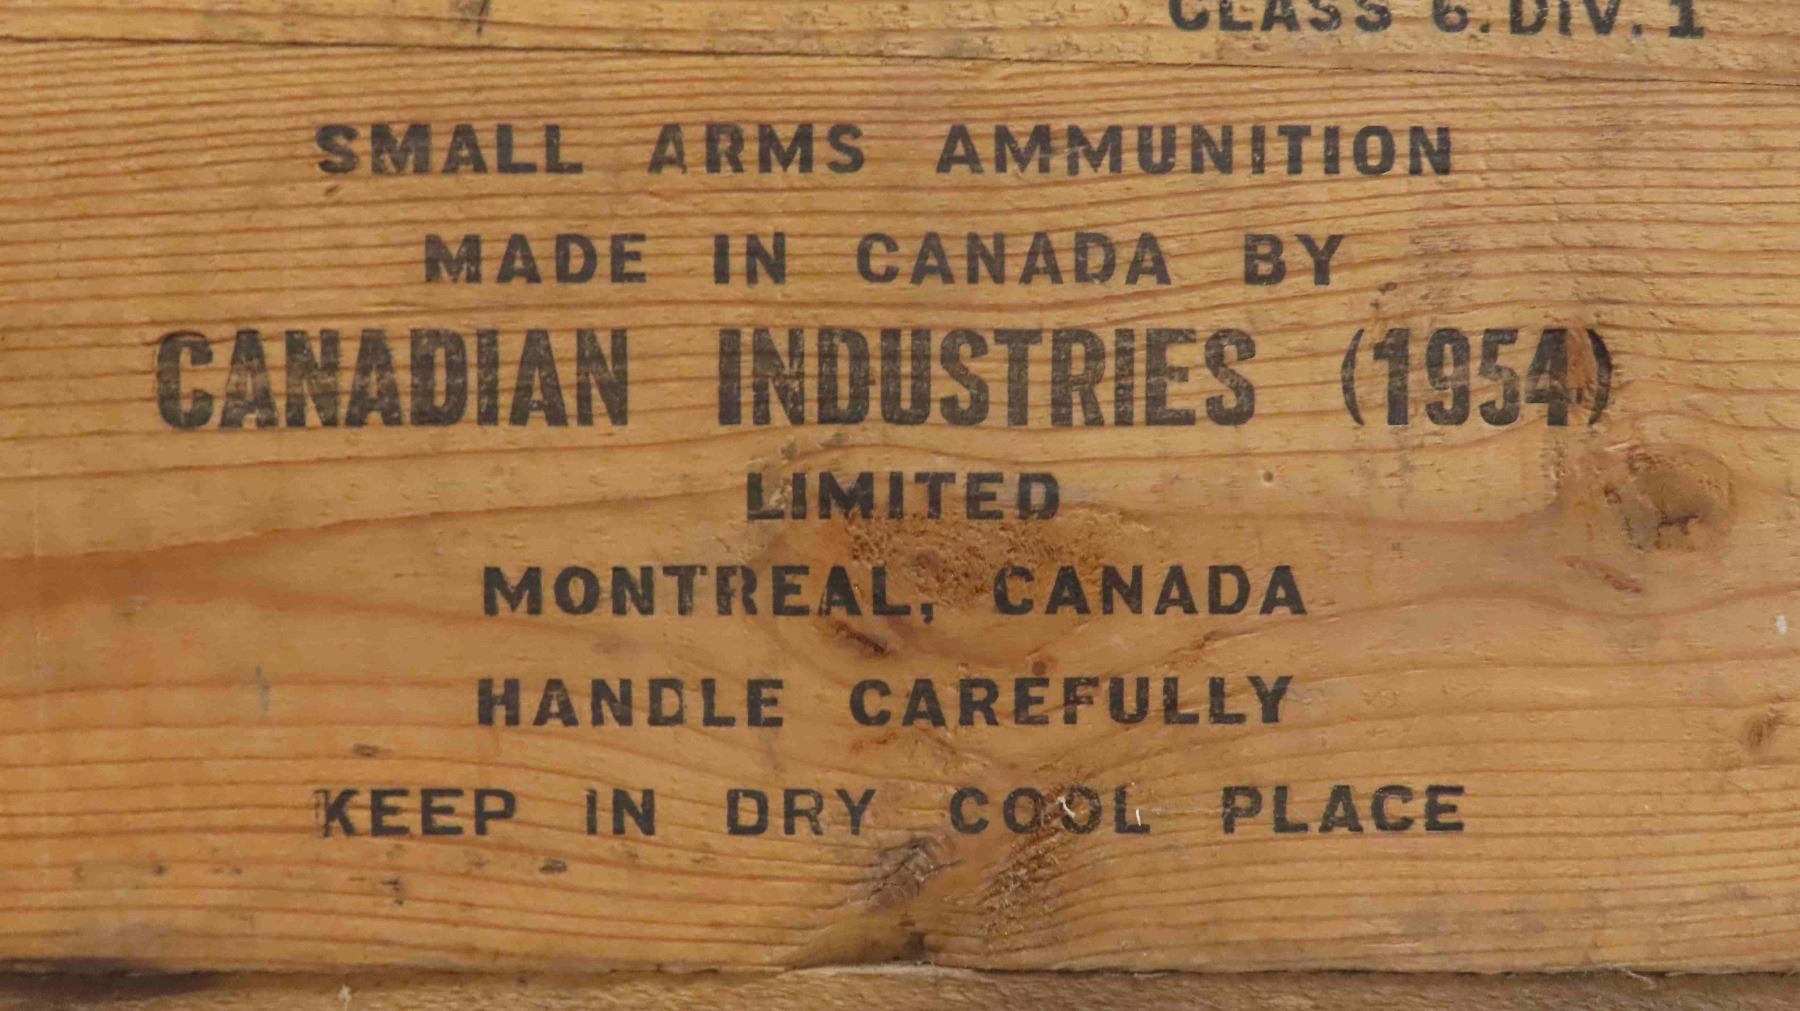 CLASS 6. DIV. 1
SMALL ARMS AMMUNITION
MADE IN CANADA BY
CANADIAN INDUSTRIES (1954)
LIMITED
MONTREAL, CANADA
HANDLE CAREFULLY
KEEP IN DRY COOL PLACE